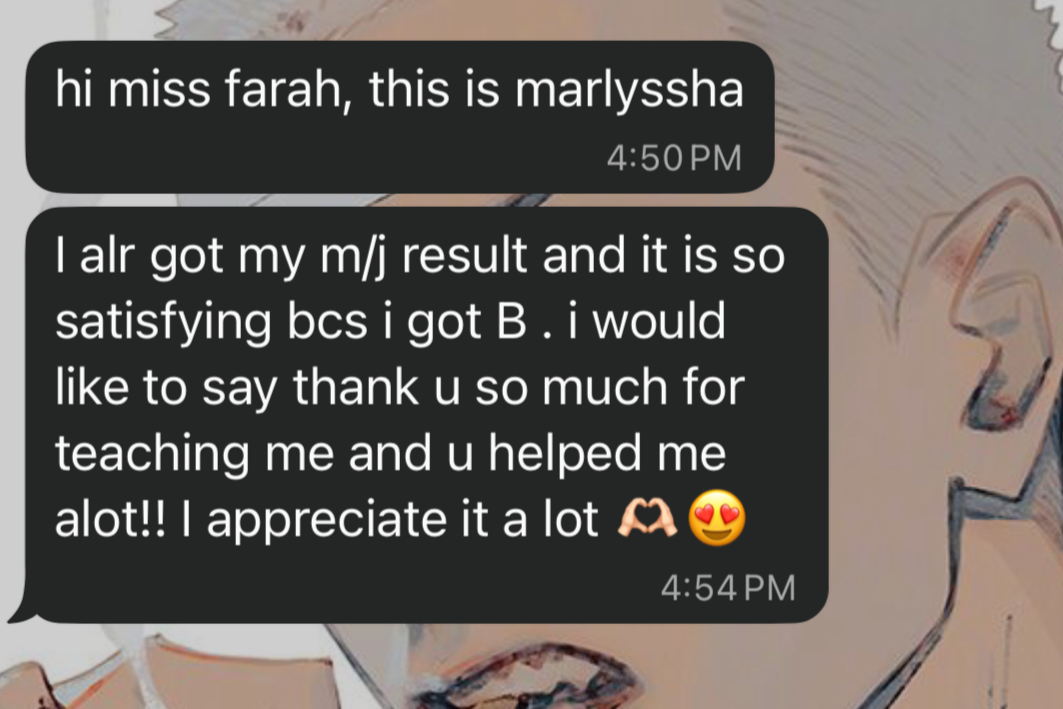 hi miss farah, this is marlyssha
4:50 PM
I alr got my m/j result and it is so
satisfying bcs i got B . i would
like to say thank u so much for
teaching me and u helped me
alot!! I appreciate it a lot 🫶🏻😍
4:54 PM